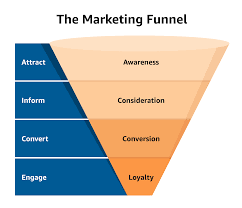 The Marketing Funnel
Attract Awareness
Inform Consideration
Convert Conversion
Engage Loyalty